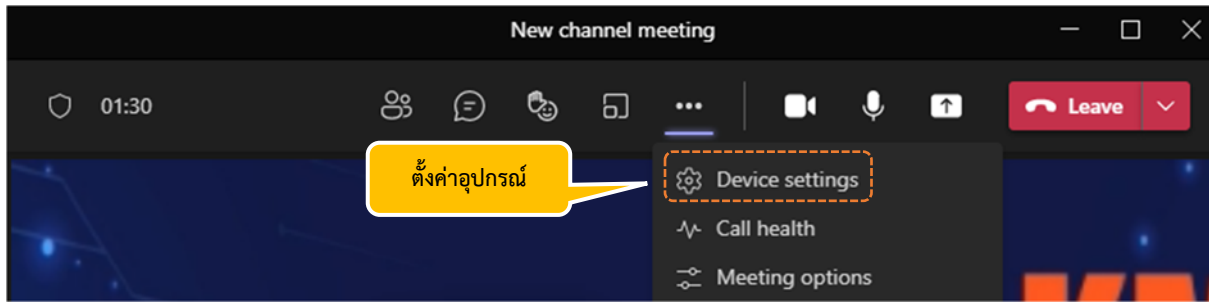 New channel meeting
01:30
Leave
ตั้งค่าอุปกรณ์
Device settings
Call health
Meeting options